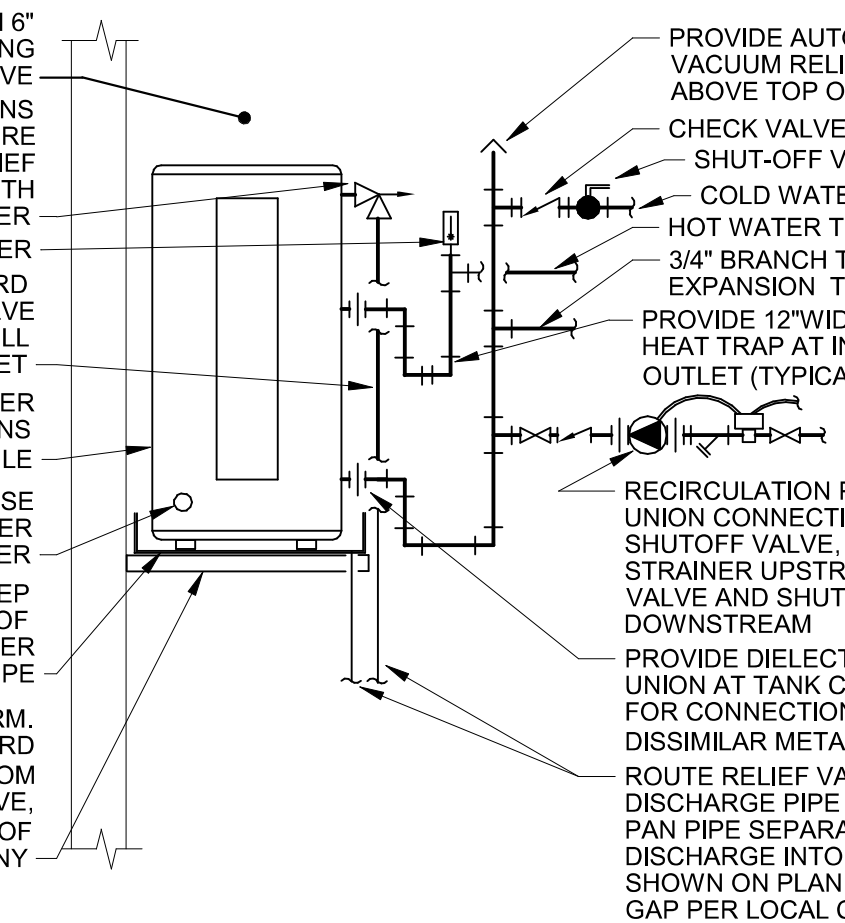 6"
NG
VE
NS
RE
IEF
TH
ER
ER
RD
VE
LL
ET
ER
NS
LE
SE
ER
ER
EP
OF
ER
PE
RM.
RD
OM
VE,
OF
NY
PROVIDE AUTO
VACUUM RELI
ABOVE TOP O
CHECK VALVE
SHUT-OFF V
COLD WATE
HOT WATER T
3/4" BRANCH T
EXPANSION T
PROVIDE 12"WID
HEAT TRAP AT IN
OUTLET (TYPICA
RECIRCULATION P
UNION CONNECTI
SHUTOFF VALVE,
STRAINER UPSTR
VALVE AND SHUT
DOWNSTREAM
PROVIDE DIELECT
UNION AT TANK C
FOR CONNECTION
DISSIMILAR META
ROUTE RELIEF VA
DISCHARGE PIPE
PAN PIPE SEPARA
DISCHARGE INTO
SHOWN ON PLAN
GAP PER LOCAL C